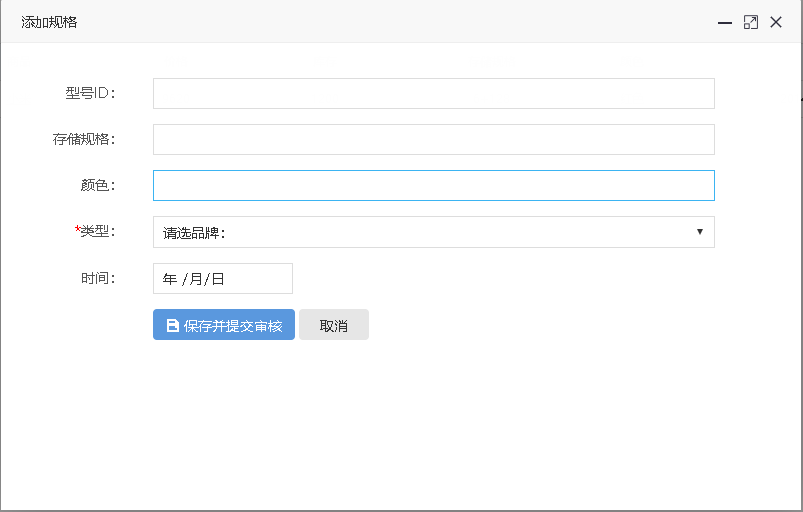 添加规格
型号ID：
存储规格：
颜色：
*类型： 请选品牌：
时间： 年 /月/日
保存并提交审核 取消